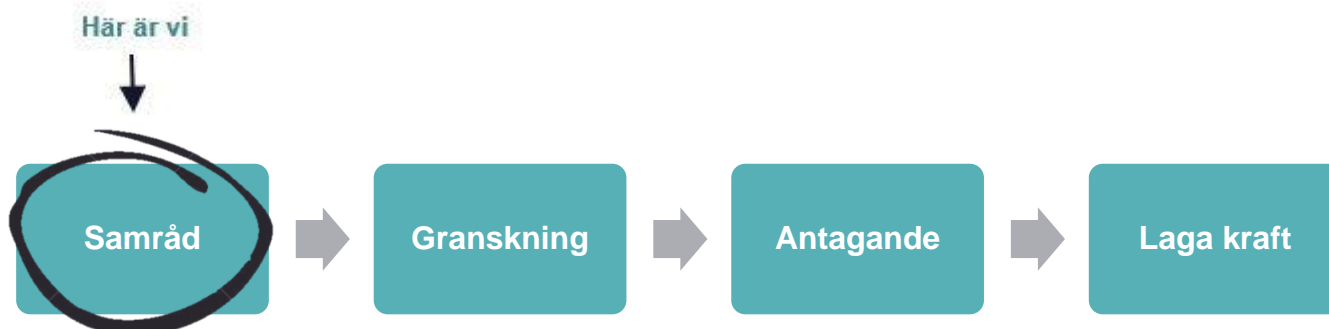 Här är vi
Samråd
Granskning
Antagande
Laga kraft